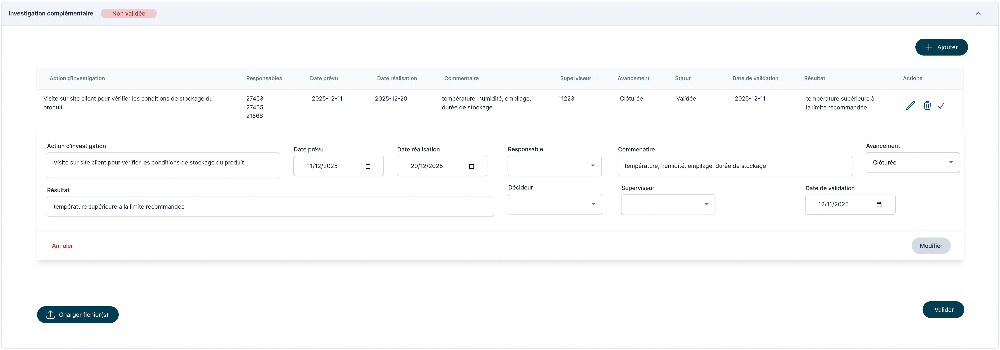 Investigation complémentaire
Non validée
Ajouter
Action d’investigation Responsables Date prévu Date réalisation Commentaire Superviseur Avancement Statut Date de validation Résultat Actions
Visite sur site client pour vérifier les conditions de stockage du 27453 2025-12-11 2025-12-20 température, humidité, empilage, 11223 Clôturée Validée 2025-12-11 température supérieure à
produit 27465 durée de stockage la limite recommandée
21566
Action d’investigation Date prévu Date réalisation Responsable Commenatire Avancement
Visite sur site client pour vérifier les conditions de stockage du produit 11/12/2025 20/12/2025 température, humidité, empilage, durée de stockage Clôturée
Résultat Décideur Superviseur Date de validation
température supérieure à la limite recommandée 12/11/2025
Annuler Modifier
Charger fichier(s) Valider